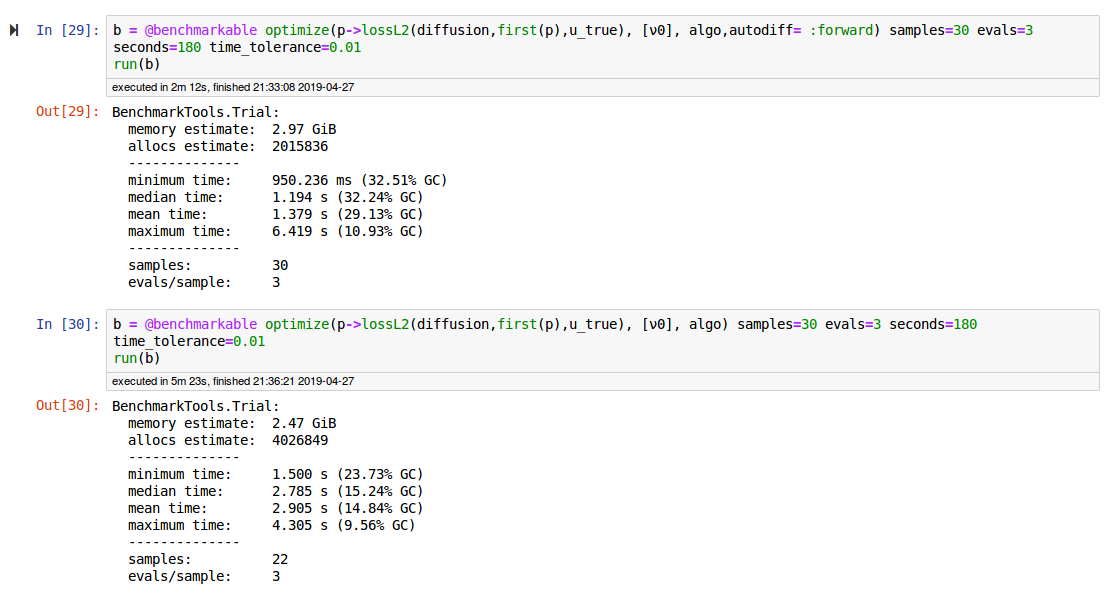 In [29]: b = @benchmarkable optimize(p->lossL2(diffusion,first(p),u_true), [ν0], algo,autodiff= :forward) samples=30 evals=3
seconds=180 time_tolerance=0.01
run(b)
executed in 2m 12s, finished 21:33:08 2019-04-27
Out[29]: BenchmarkTools.Trial:
memory estimate: 2.97 GiB
allocs estimate: 2015836
--------------
minimum time: 950.236 ms (32.51% GC)
median time: 1.194 s (32.24% GC)
mean time: 1.379 s (29.13% GC)
maximum time: 6.419 s (10.93% GC)
--------------
samples: 30
evals/sample: 3
In [30]: b = @benchmarkable optimize(p->lossL2(diffusion,first(p),u_true), [ν0], algo) samples=30 evals=3 seconds=180
time_tolerance=0.01
run(b)
executed in 5m 23s, finished 21:36:21 2019-04-27
Out[30]: BenchmarkTools.Trial:
memory estimate: 2.47 GiB
allocs estimate: 4026849
--------------
minimum time: 1.500 s (23.73% GC)
median time: 2.785 s (15.24% GC)
mean time: 2.905 s (14.84% GC)
maximum time: 4.305 s (9.56% GC)
--------------
samples: 22
evals/sample: 3